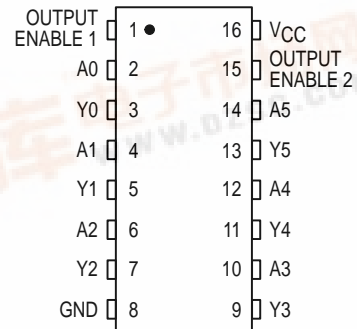 OUTPUT
ENABLE 1 1 16 VCC
A0 2 15 OUTPUT
ENABLE 2
Y0 3 14 A5
A1 4 13 Y5
Y1 5 12 A4
A2 6 11 Y4
Y2 7 10 A3
GND 8 9 Y3